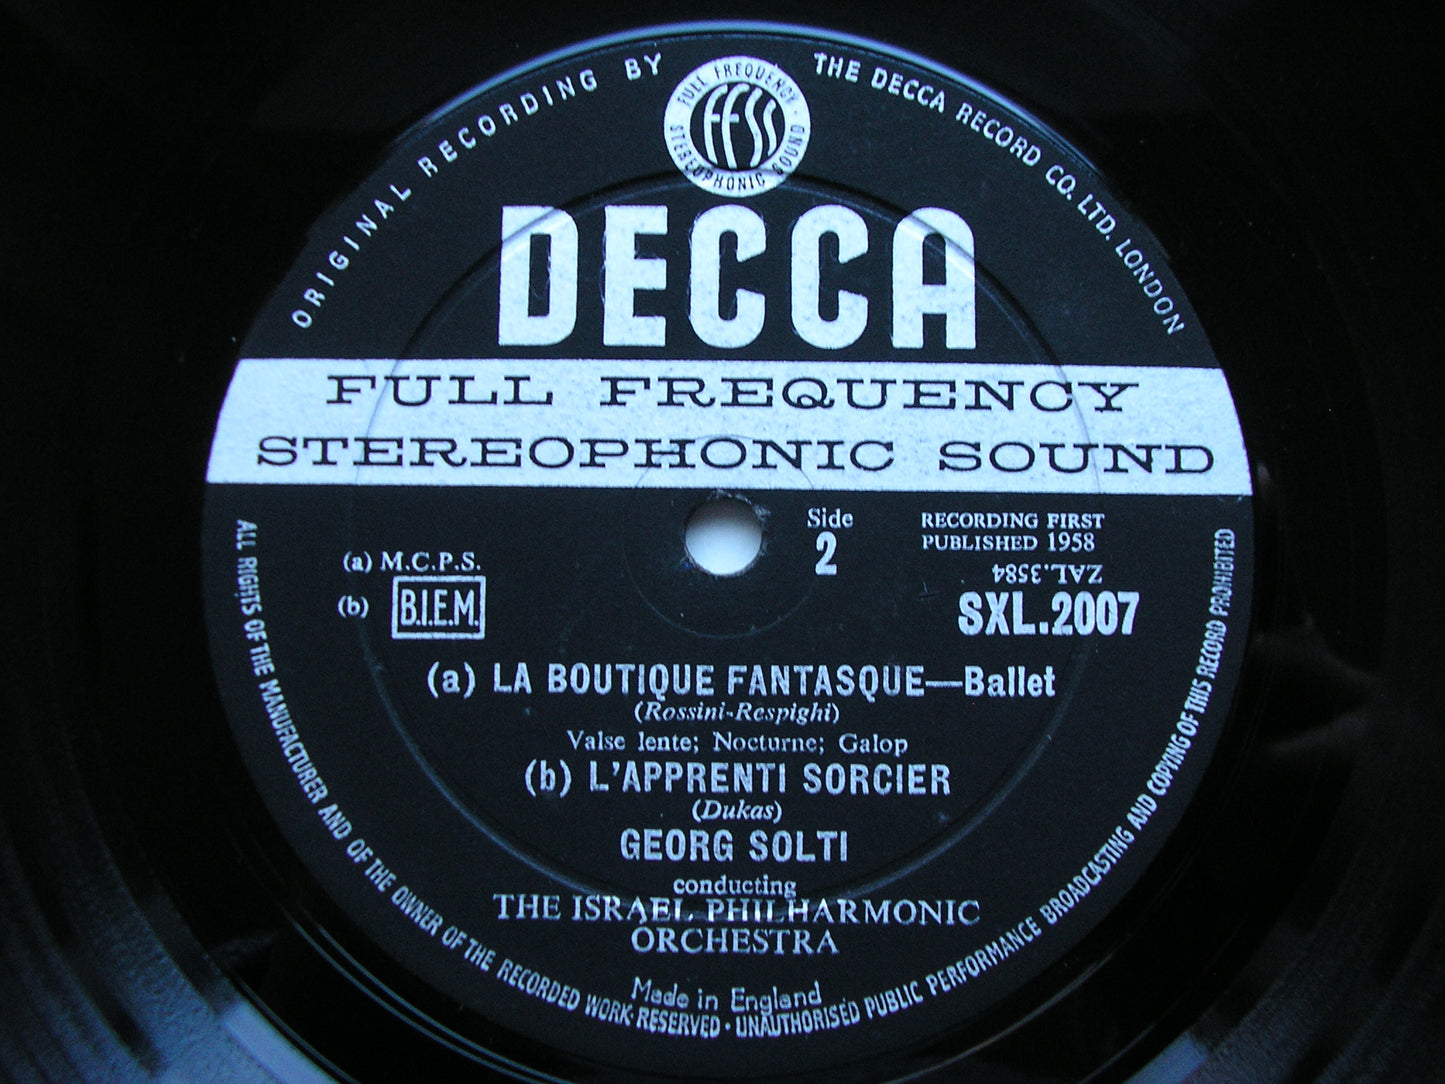 ORIGINAL RECORDING BY THE DECCA RECORD CO. LTD. LONDON
FULL FREQUENCY · STEREOPHONIC SOUND
FFSS
DECCA
FULL FREQUENCY
STEREOPHONIC SOUND
Side
2
RECORDING FIRST
PUBLISHED 1958
ZAL.3584
SXL.2007
(a) M.C.P.S.
(b) B.I.E.M.
(a) LA BOUTIQUE FANTASQUE—Ballet
(Rossini-Respighi)
Valse lente; Nocturne; Galop
(b) L'APPRENTI SORCIER
(Dukas)
GEORG SOLTI
conducting
THE ISRAEL PHILHARMONIC
ORCHESTRA
Made in England
ALL RIGHTS OF THE MANUFACTURER AND OF THE OWNER OF THE RECORDED WORK RESERVED · UNAUTHORISED PUBLIC PERFORMANCE BROADCASTING AND COPYING OF THIS RECORD PROHIBITED